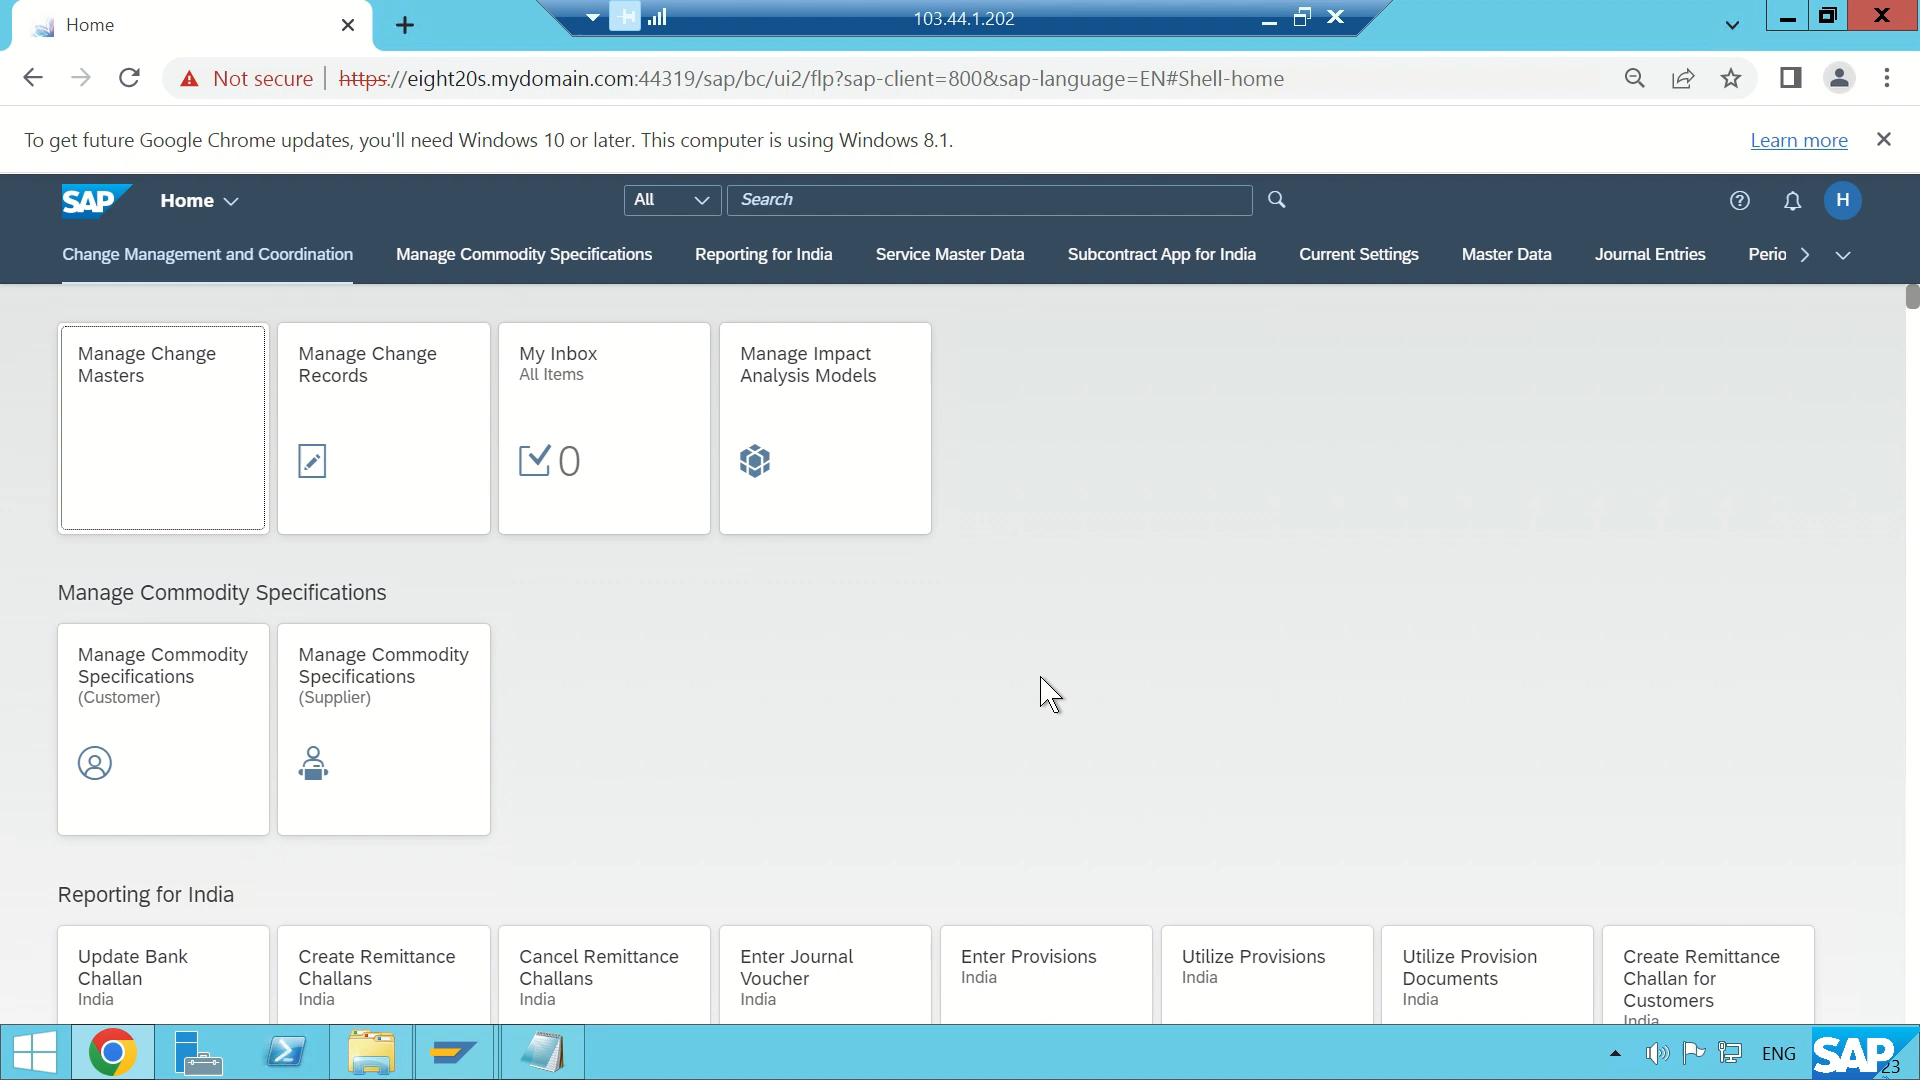 Home
103.44.1.202
Not secure | https://eight20s.mydomain.com:44319/sap/bc/ui2/flp?sap-client=800&sap-language=EN#Shell-home
To get future Google Chrome updates, you'll need Windows 10 or later. This computer is using Windows 8.1.
Learn more
SAP
Home
All
Search
H
Change Management and Coordination
Manage Commodity Specifications
Reporting for India
Service Master Data
Subcontract App for India
Current Settings
Master Data
Journal Entries
Perio
Manage Change
Masters
Manage Change
Records
My Inbox
All Items
0
Manage Impact
Analysis Models
Manage Commodity Specifications
Manage Commodity
Specifications
(Customer)
Manage Commodity
Specifications
(Supplier)
Reporting for India
Update Bank
Challan
India
Create Remittance
Challans
India
Cancel Remittance
Challans
India
Enter Journal
Voucher
India
Enter Provisions
India
Utilize Provisions
India
Utilize Provision
Documents
India
Create Remittance
Challan for
Customers
India
ENG
SAP
23